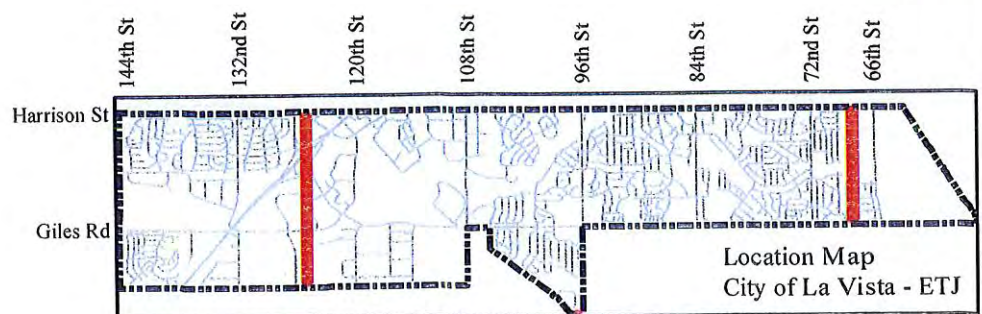 144th St
132nd St
120th St
108th St
96th St
84th St
72nd St
66th St
Harrison St
Giles Rd
Location Map
City of La Vista - ETJ